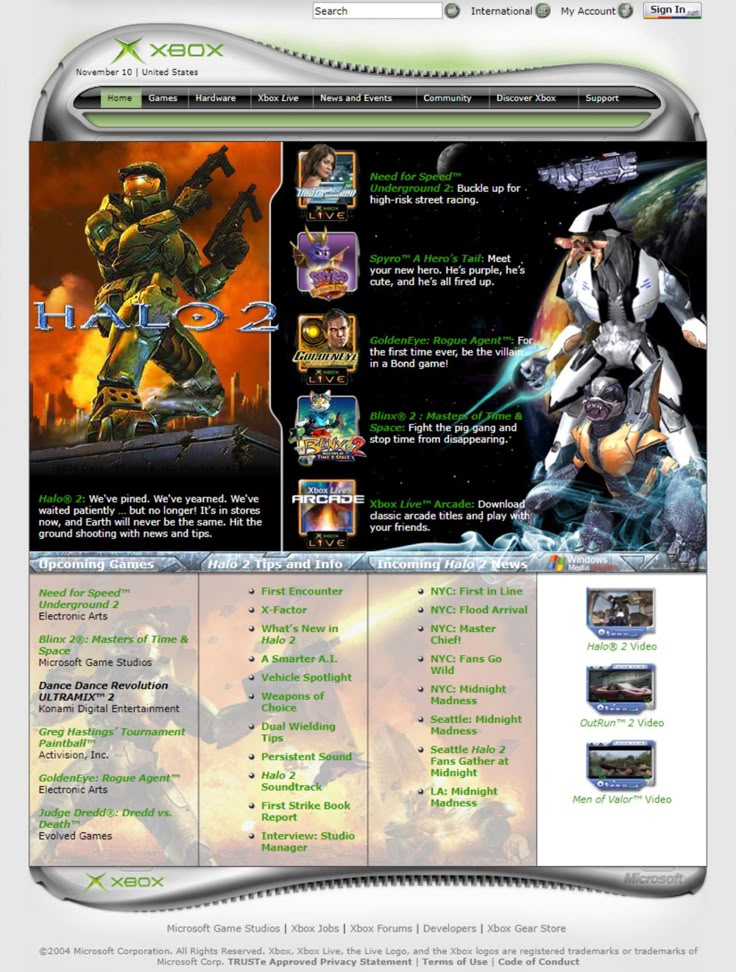 Search
International
My Account
Sign In .net
XBOX
November 10 | United States
Home
Games
Hardware
Xbox Live
News and Events
Community
Discover Xbox
Support
HALO 2
Halo® 2: We've pined. We've yearned. We've
waited patiently ... but no longer! It's in stores
now, and Earth will never be the same. Hit the
ground shooting with news and tips.
XBOX
LIVE
Need for Speed™
Underground 2: Buckle up for
high-risk street racing.
SPYRO
Spyro™ A Hero's Tail: Meet
your new hero. He's purple, he's
cute, and he's all fired up.
GOLDENEYE
XBOX
LIVE
GoldenEye: Rogue Agent™: For
the first time ever, be the villain
in a Bond game!
BLINX 2
MASTERS OF TIME & SPACE
Blinx® 2 : Masters of Time &
Space: Fight the pig gang and
stop time from disappearing.
Xbox Live
ARCADE
XBOX
LIVE
Xbox Live™ Arcade: Download
classic arcade titles and play with
your friends.
Upcoming Games
Need for Speed™
Underground 2
Electronic Arts
Blinx 2®: Masters of Time &
Space
Microsoft Game Studios
Dance Dance Revolution
ULTRAMIX™ 2
Konami Digital Entertainment
Greg Hastings' Tournament
Paintball™
Activision, Inc.
GoldenEye: Rogue Agent™
Electronic Arts
Judge Dredd®: Dredd vs.
Death™
Evolved Games
Halo 2 Tips and Info
First Encounter
X-Factor
What's New in
Halo 2
A Smarter A.I.
Vehicle Spotlight
Weapons of
Choice
Dual Wielding
Tips
Persistent Sound
Halo 2
Soundtrack
First Strike Book
Report
Interview: Studio
Manager
Incoming Halo 2 News
NYC: First in Line
NYC: Flood Arrival
NYC: Master
Chief!
NYC: Fans Go
Wild
NYC: Midnight
Madness
Seattle: Midnight
Madness
Seattle Halo 2
Fans Gather at
Midnight
LA: Midnight
Madness
Windows
Media
Halo® 2 Video
OutRun™ 2 Video
Men of Valor™ Video
XBOX
Microsoft
Microsoft Game Studios | Xbox Jobs | Xbox Forums | Developers | Xbox Gear Store
©2004 Microsoft Corporation. All Rights Reserved. Xbox, Xbox Live, the Live Logo, and the Xbox logos are registered trademarks or trademarks of
Microsoft Corp. TRUSTe Approved Privacy Statement | Terms of Use | Code of Conduct